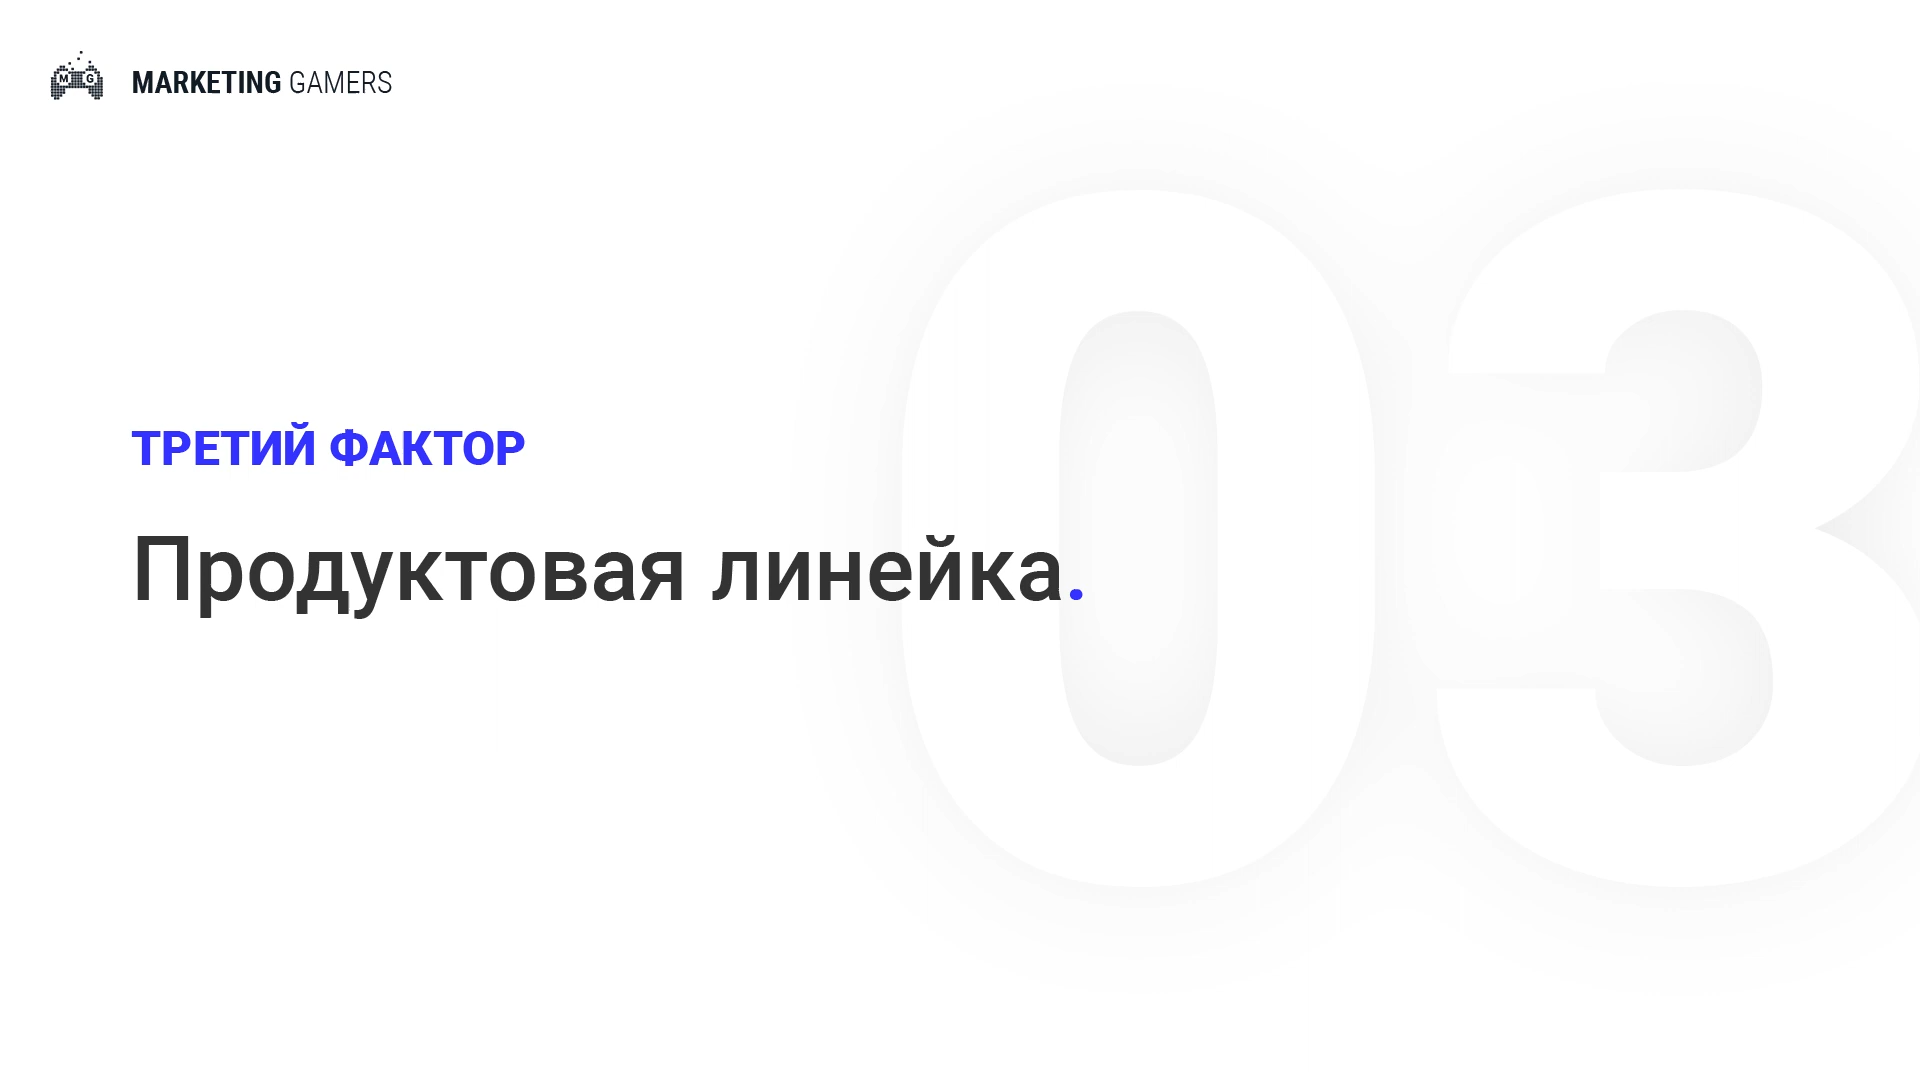 M G
MARKETING GAMERS
03
ТРЕТИЙ ФАКТОР
Продуктовая линейка.